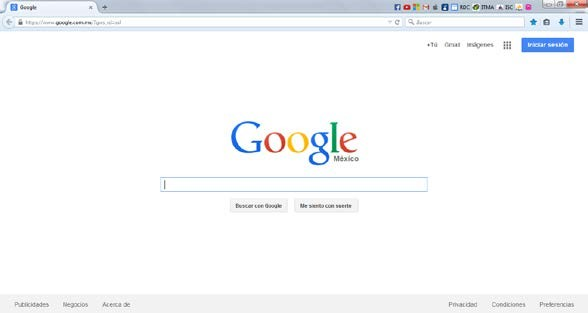 Google
https://www.google.com.mx/?gws_rd=ssl
Buscar
RDC
ITMA
ISC
+Tú Gmail Imágenes
Iniciar sesión
Google
México
Buscar con Google
Me siento con suerte
Publicidades Negocios Acerca de
Privacidad Condiciones Preferencias